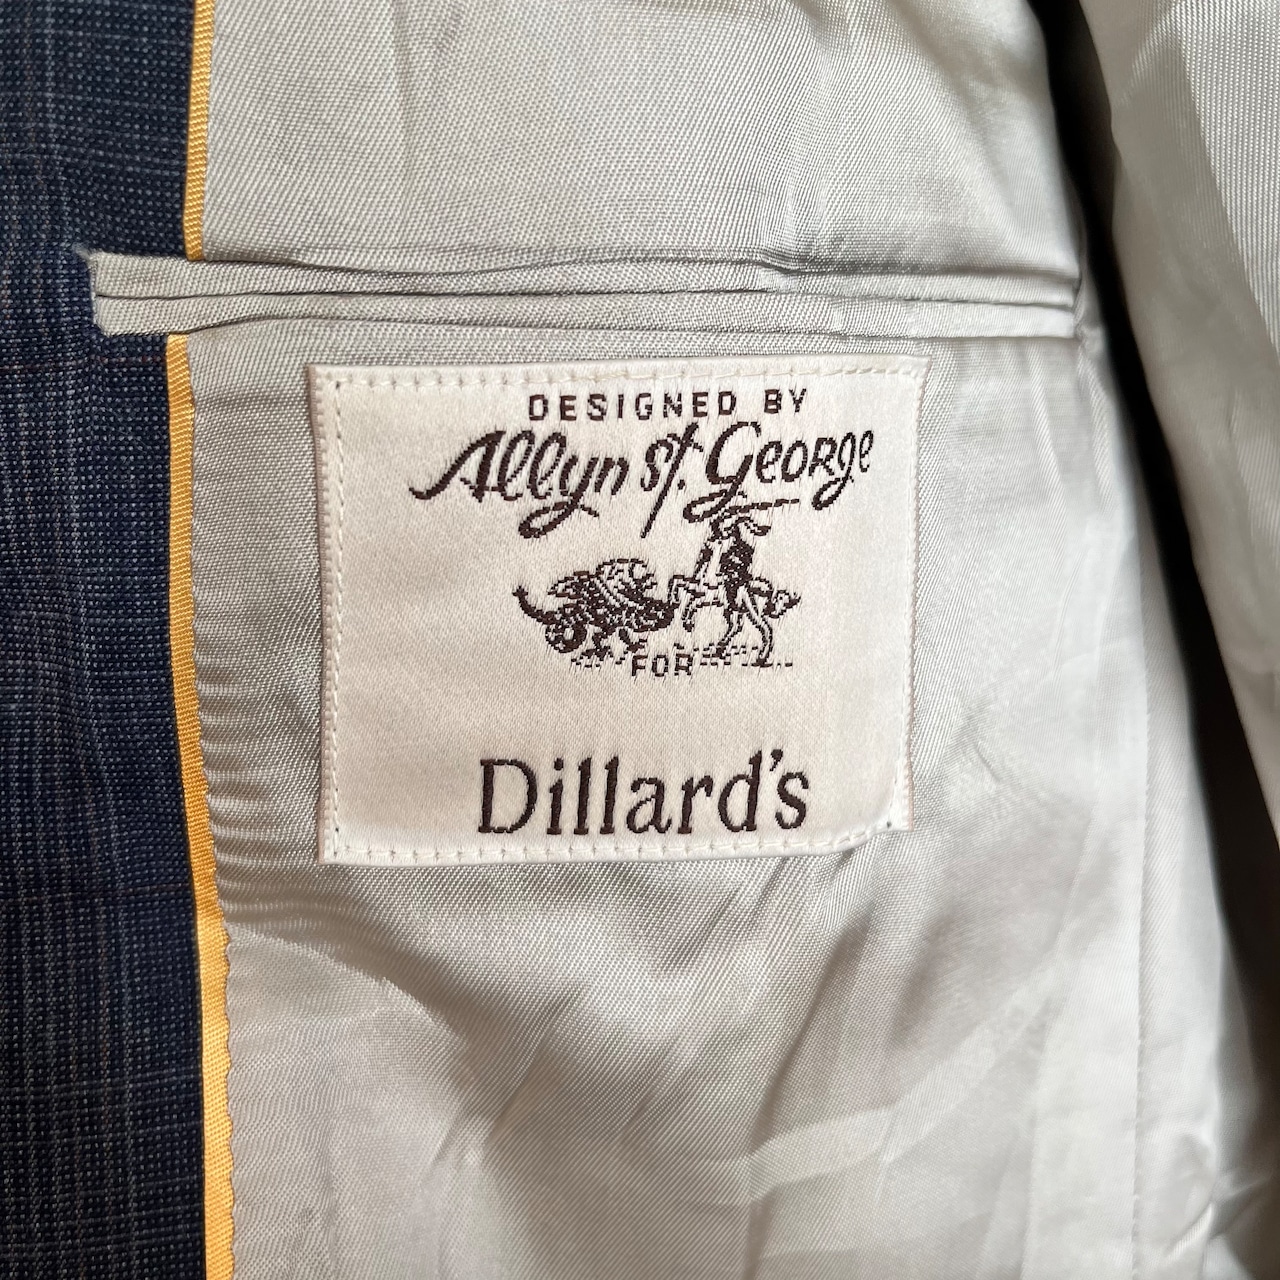 DESIGNED BY
Allyn St. George
FOR
Dillard's